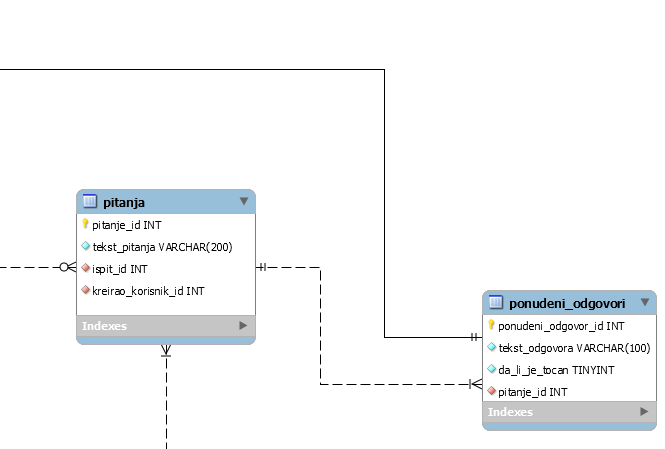 pitanja
pitanje_id INT
tekst_pitanja VARCHAR(200)
ispit_id INT
kreirao_korisnik_id INT
Indexes
ponudeni_odgovori
ponudeni_odgovor_id INT
tekst_odgovora VARCHAR(100)
da_li_je_tocan TINYINT
pitanje_id INT
Indexes